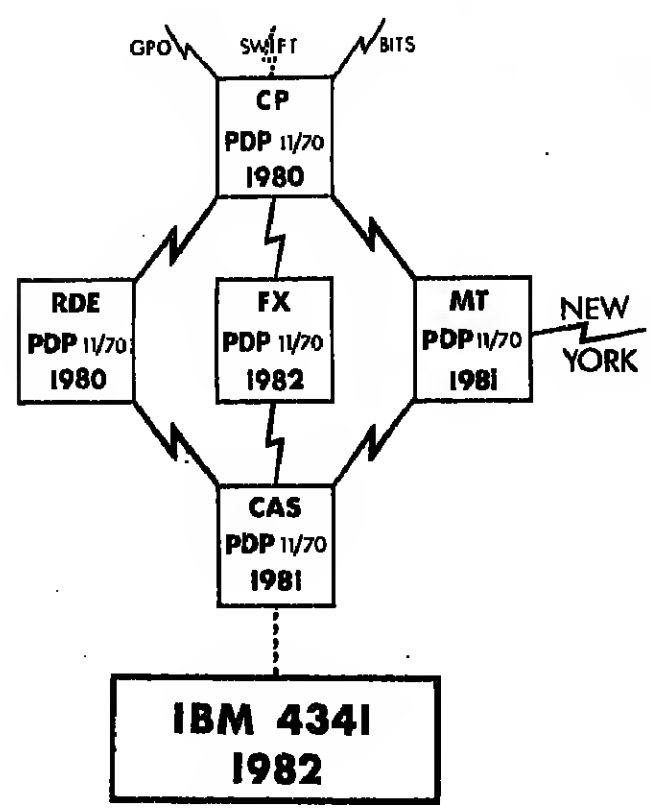 GPO SWIFT BITS
CP
PDP 11/70
1980
RDE
PDP 11/70
1980
FX
PDP 11/70
1982
MT
PDP 11/70
1981
NEW
YORK
CAS
PDP 11/70
1981
IBM 4341
1982